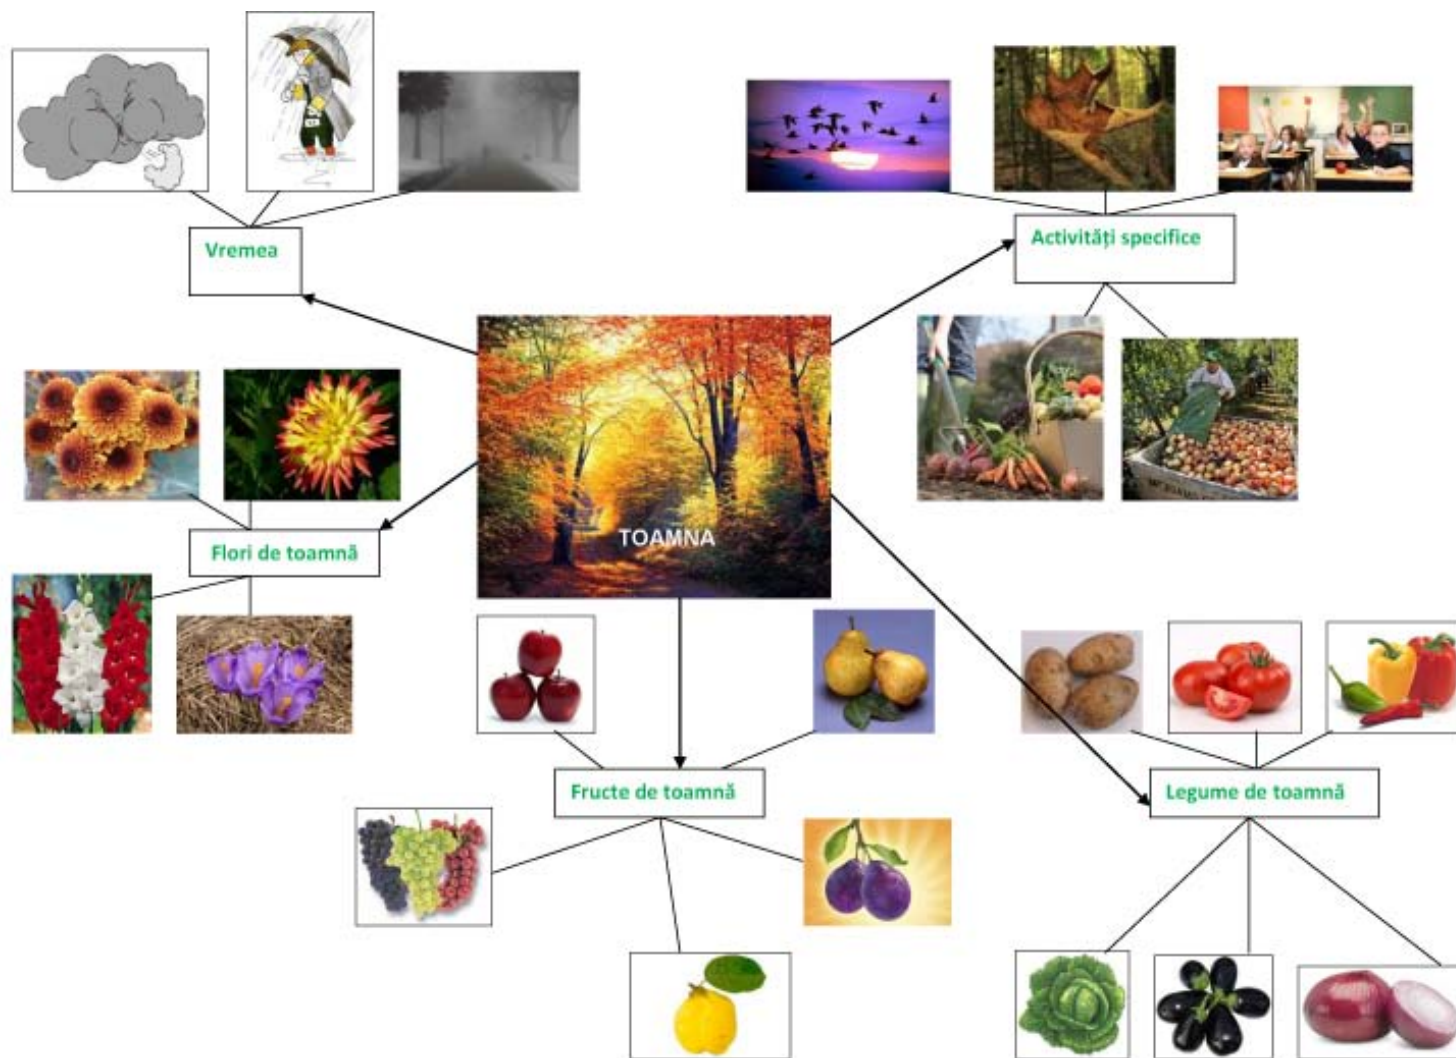 Vremea
Activități specifice
TOAMNA
Flori de toamnă
Fructe de toamnă
Legume de toamnă